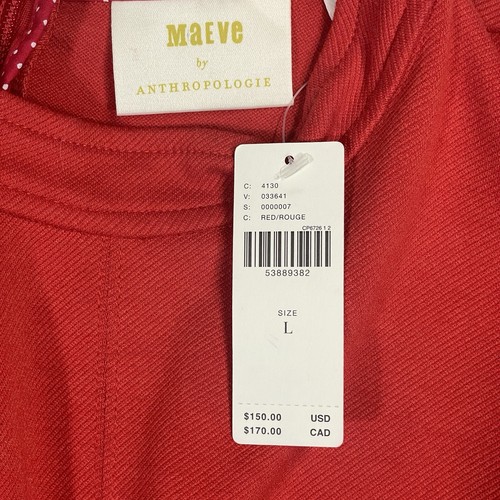 MaEVe
by
ANTHROPOLOGIE
C: 4130
V: 033641
S: 0000007
C: RED/ROUGE
CP6726 1 2
53889382
SIZE
L
$150.00 USD
$170.00 CAD